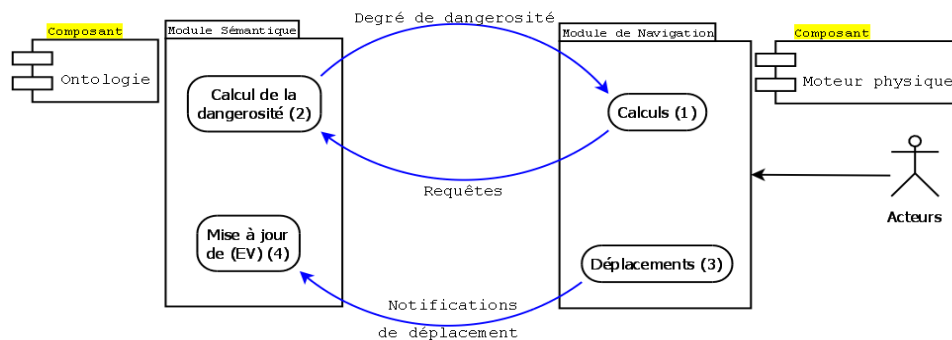 Degré de dangerosité
Composant
Ontologie
Module Sémantique
Calcul de la
dangerosité (2)
Mise à jour
de (EV) (4)
Requêtes
Notifications
de déplacement
Module de Navigation
Calculs (1)
Déplacements (3)
Composant
Moteur physique
Acteurs